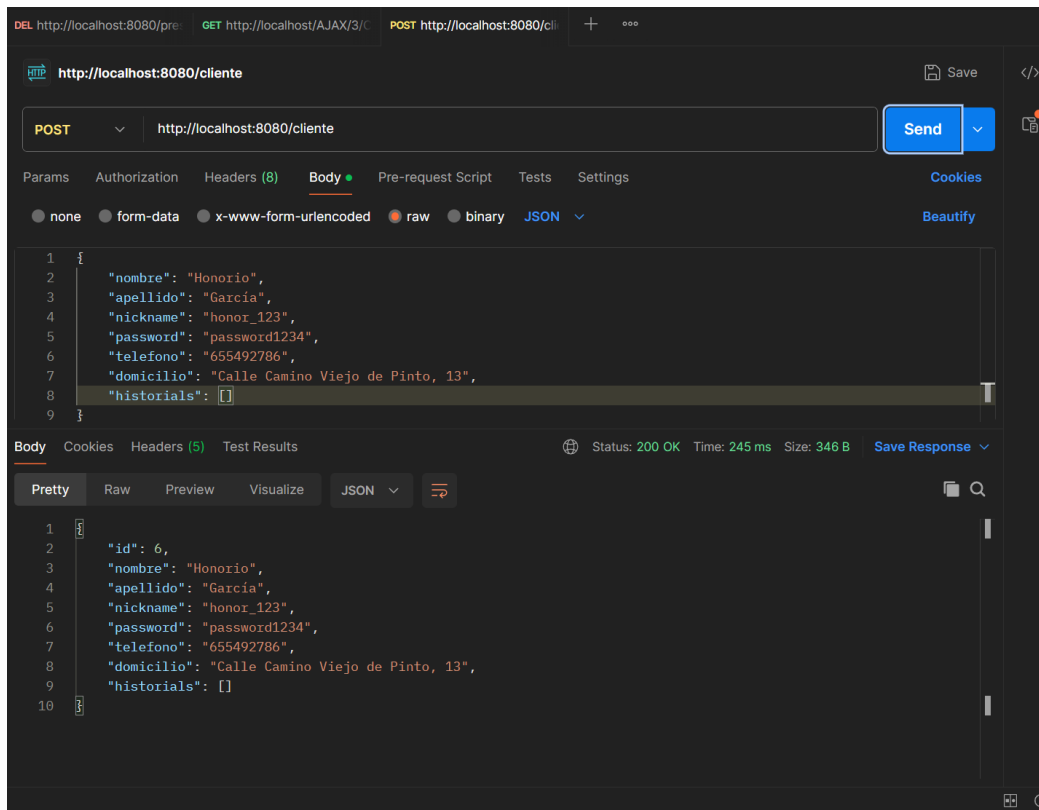 DEL http://localhost:8080/pre GET http://localhost/AJAX/3/ POST http://localhost:8080/cli
HTTP http://localhost:8080/cliente Save </>
POST http://localhost:8080/cliente Send
Params Authorization Headers (8) Body Pre-request Script Tests Settings Cookies
none form-data x-www-form-urlencoded raw binary JSON Beautify
1 {
2 "nombre": "Honorio",
3 "apellido": "García",
4 "nickname": "honor_123",
5 "password": "password1234",
6 "telefono": "655492786",
7 "domicilio": "Calle Camino Viejo de Pinto, 13",
8 "historials": []
9 }
Body Cookies Headers (5) Test Results Status: 200 OK Time: 245 ms Size: 346 B Save Response
Pretty Raw Preview Visualize JSON
1 {
2 "id": 6,
3 "nombre": "Honorio",
4 "apellido": "García",
5 "nickname": "honor_123",
6 "password": "password1234",
7 "telefono": "655492786",
8 "domicilio": "Calle Camino Viejo de Pinto, 13",
9 "historials": []
10 }